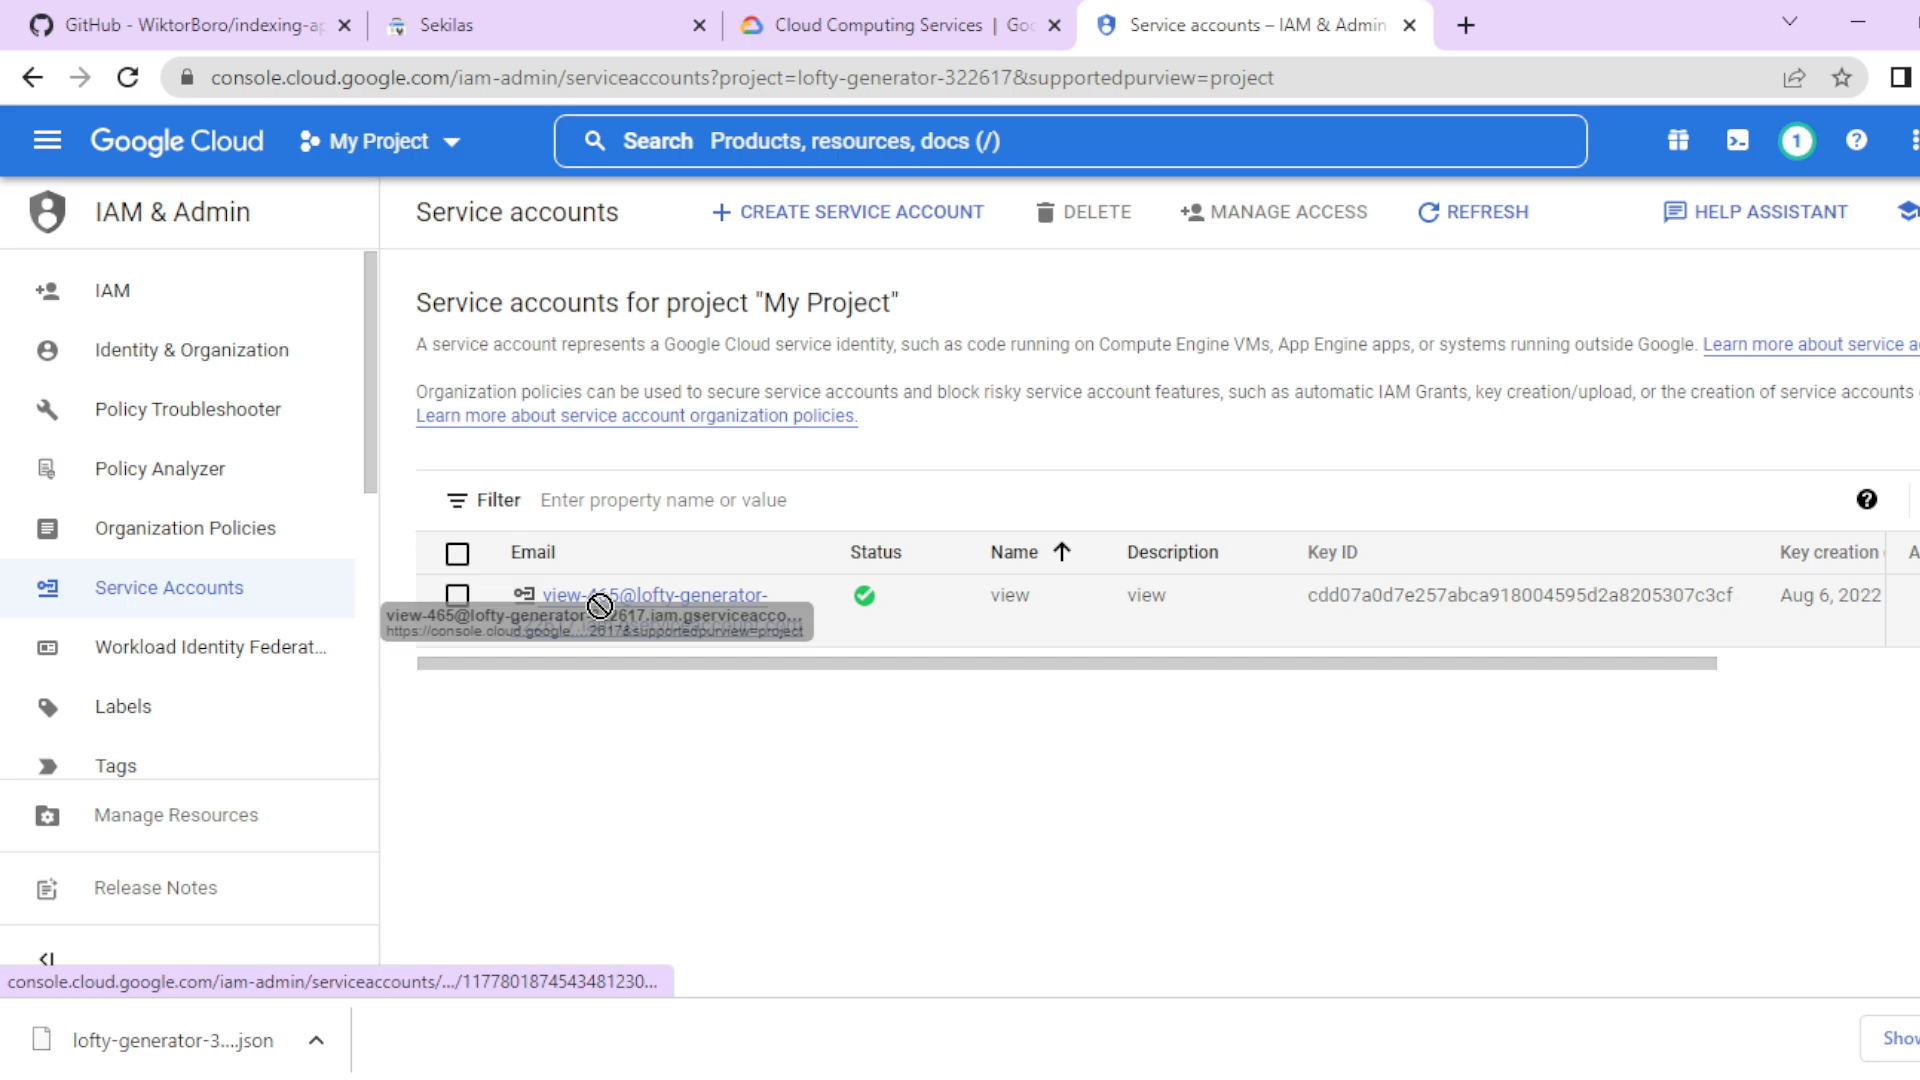 GitHub - WiktorBoro/indexing-ap
Sekilas
Cloud Computing Services | Goo
Service accounts – IAM & Admin
console.cloud.google.com/iam-admin/serviceaccounts?project=lofty-generator-322617&supportedpurview=project
Google Cloud
My Project
Search Products, resources, docs (/)
1
IAM & Admin
Service accounts
CREATE SERVICE ACCOUNT
DELETE
MANAGE ACCESS
REFRESH
HELP ASSISTANT
IAM
Identity & Organization
Policy Troubleshooter
Policy Analyzer
Organization Policies
Service Accounts
Workload Identity Federat...
Labels
Tags
Manage Resources
Release Notes
Service accounts for project "My Project"
A service account represents a Google Cloud service identity, such as code running on Compute Engine VMs, App Engine apps, or systems running outside Google. Learn more about service a
Organization policies can be used to secure service accounts and block risky service account features, such as automatic IAM Grants, key creation/upload, or the creation of service accounts
Learn more about service account organization policies.
Filter Enter property name or value
Email Status Name Description Key ID Key creation A
view-465@lofty-generator- view view cdd07a0d7e257abca918004595d2a8205307c3cf Aug 6, 2022
view-465@lofty-generator-322617.iam.gserviceacco...
https://console.cloud.google....2617&supportedpurview=project
console.cloud.google.com/iam-admin/serviceaccounts/.../1177801874543481230...
lofty-generator-3....json
Show